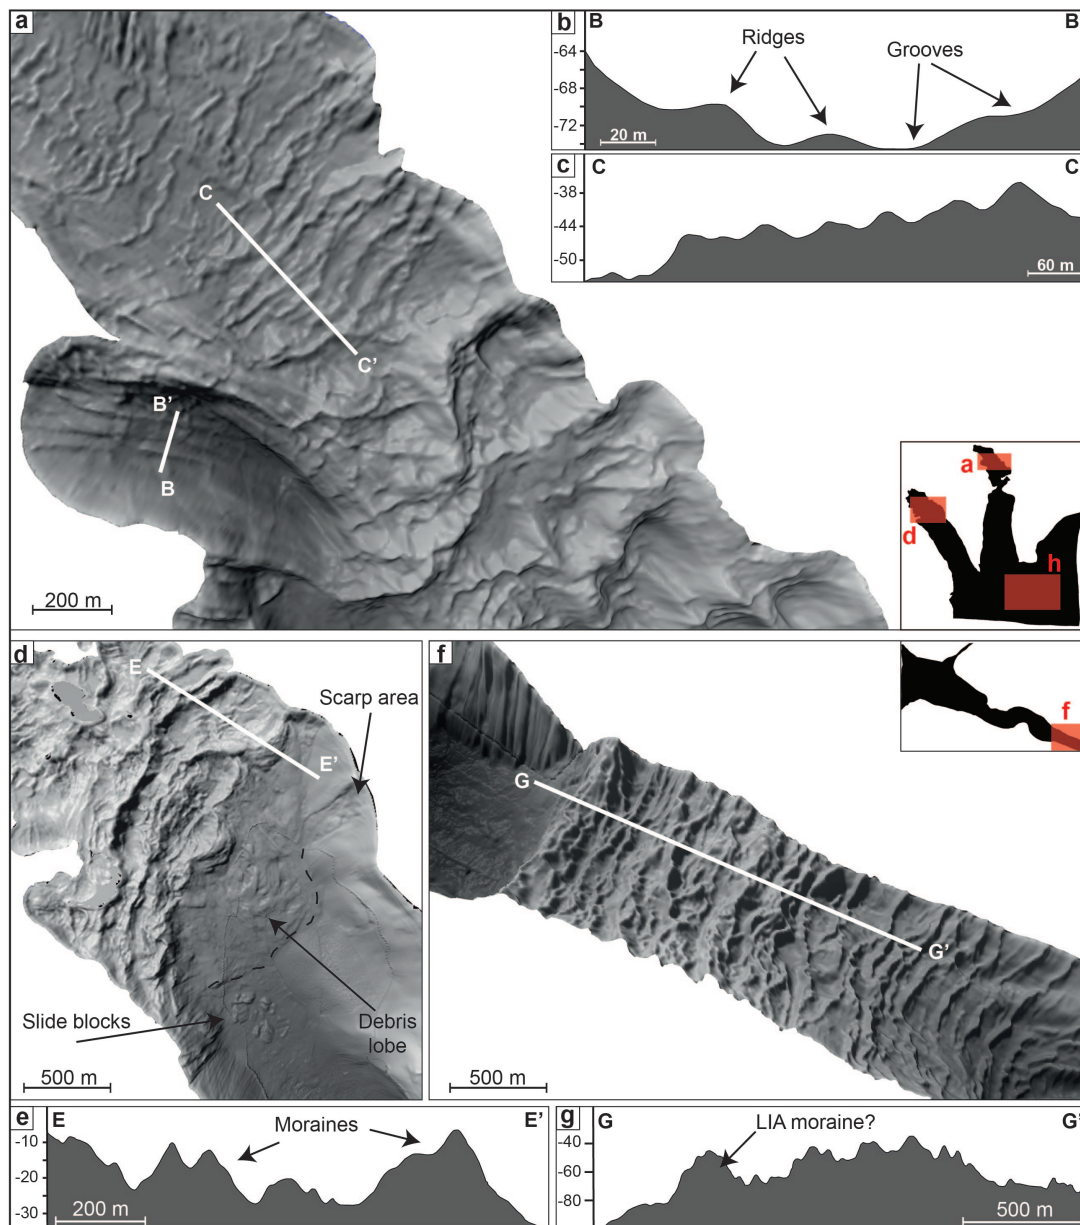 a
C
C'
B'
B
200 m
b
B
B
-64
-68
-72
Ridges
Grooves
20 m
c
C
C
-38
-44
-50
60 m
a
d
h
f
d
E
E'
Scarp area
Slide blocks
Debris
lobe
500 m
f
G
G'
500 m
e
E
E'
-10
-20
-30
Moraines
200 m
g
G
G'
-40
-60
-80
LIA moraine?
500 m